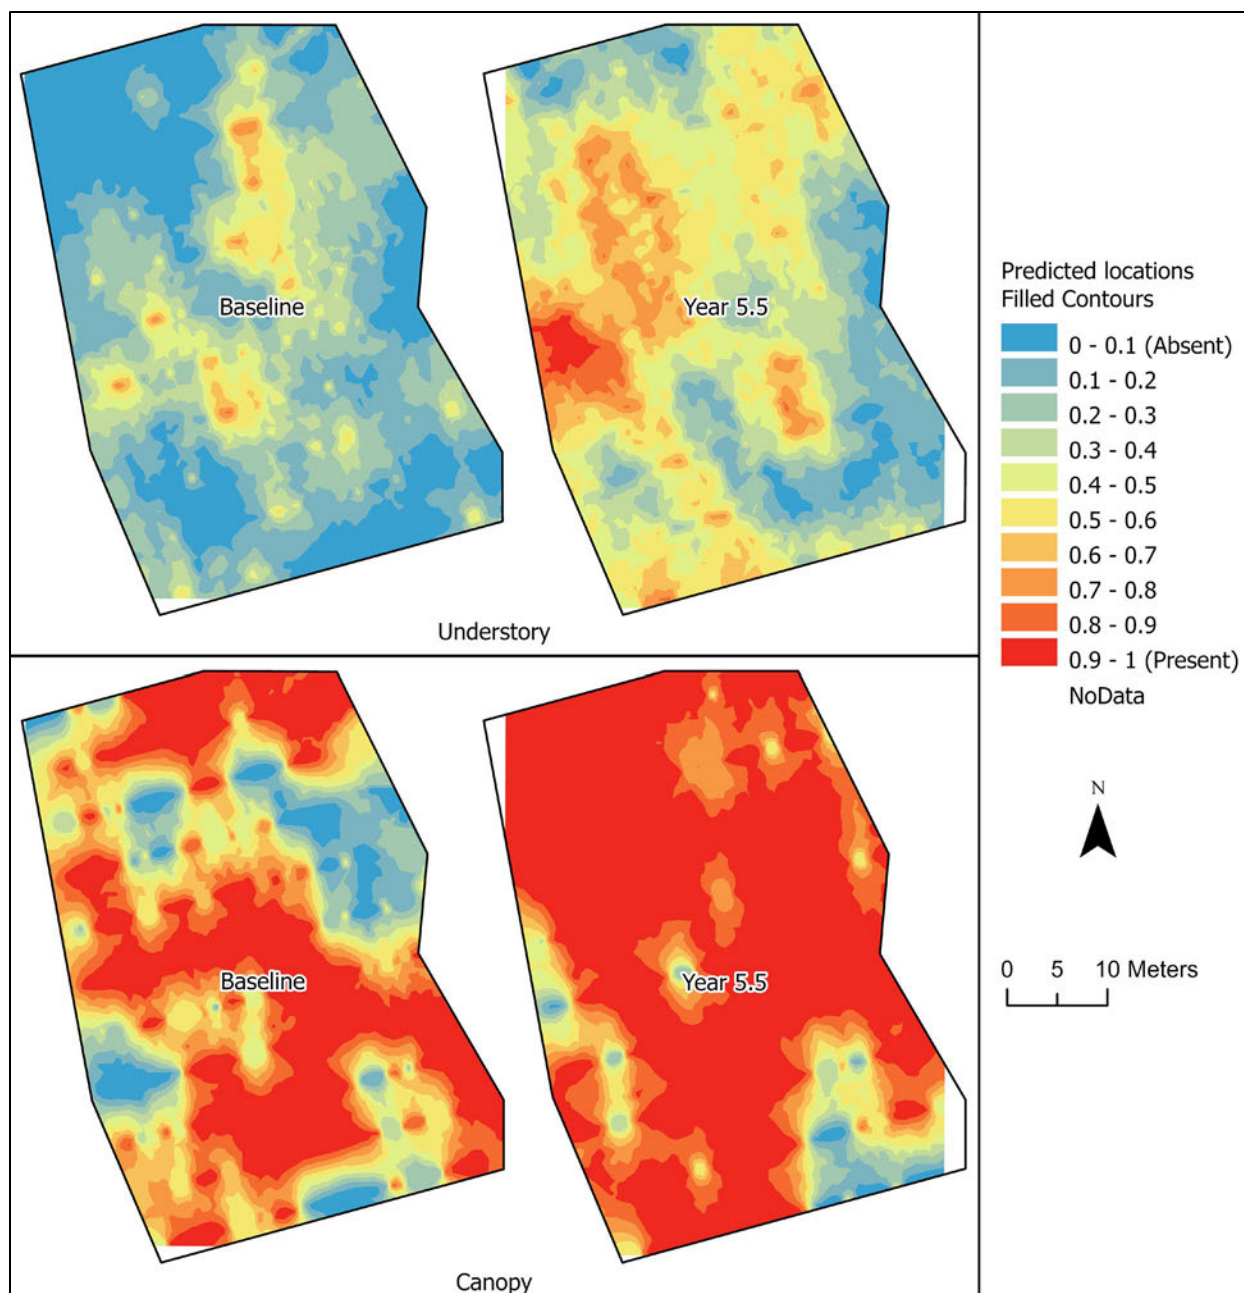 Baseline
Year 5.5
Understory
Baseline
Year 5.5
Canopy
Predicted locations
Filled Contours
0 - 0.1 (Absent)
0.1 - 0.2
0.2 - 0.3
0.3 - 0.4
0.4 - 0.5
0.5 - 0.6
0.6 - 0.7
0.7 - 0.8
0.8 - 0.9
0.9 - 1 (Present)
NoData
N
0 5 10 Meters